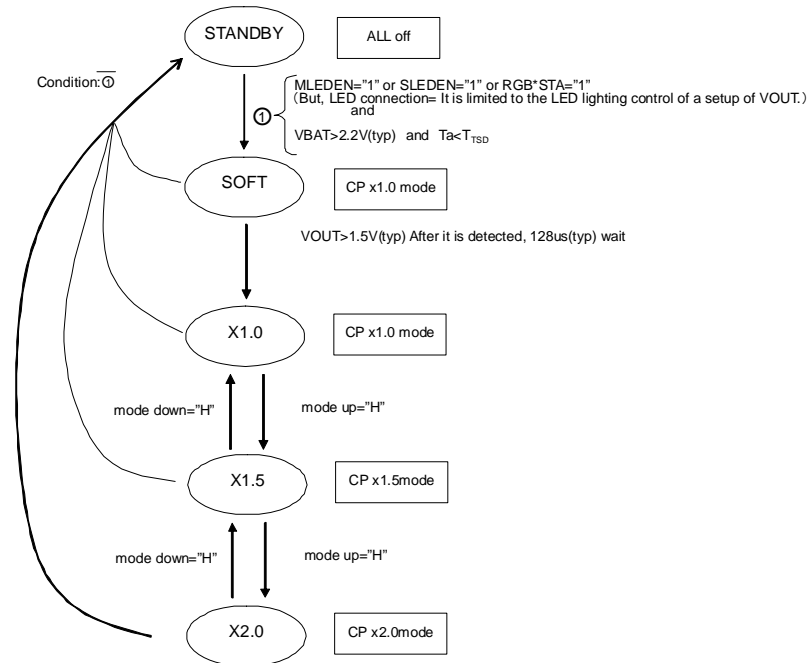 STANDBY
ALL off
Condition:①
MLEDEN="1" or SLEDEN="1" or RGB*STA="1"
(But, LED connection= It is limited to the LED lighting control of a setup of VOUT.)
and
①
VBAT>2.2V(typ) and Ta<TTSD
SOFT
CP x1.0 mode
VOUT>1.5V(typ) After it is detected, 128us(typ) wait
X1.0
CP x1.0 mode
mode down="H"
mode up="H"
X1.5
CP x1.5mode
mode down="H"
mode up="H"
X2.0
CP x2.0mode